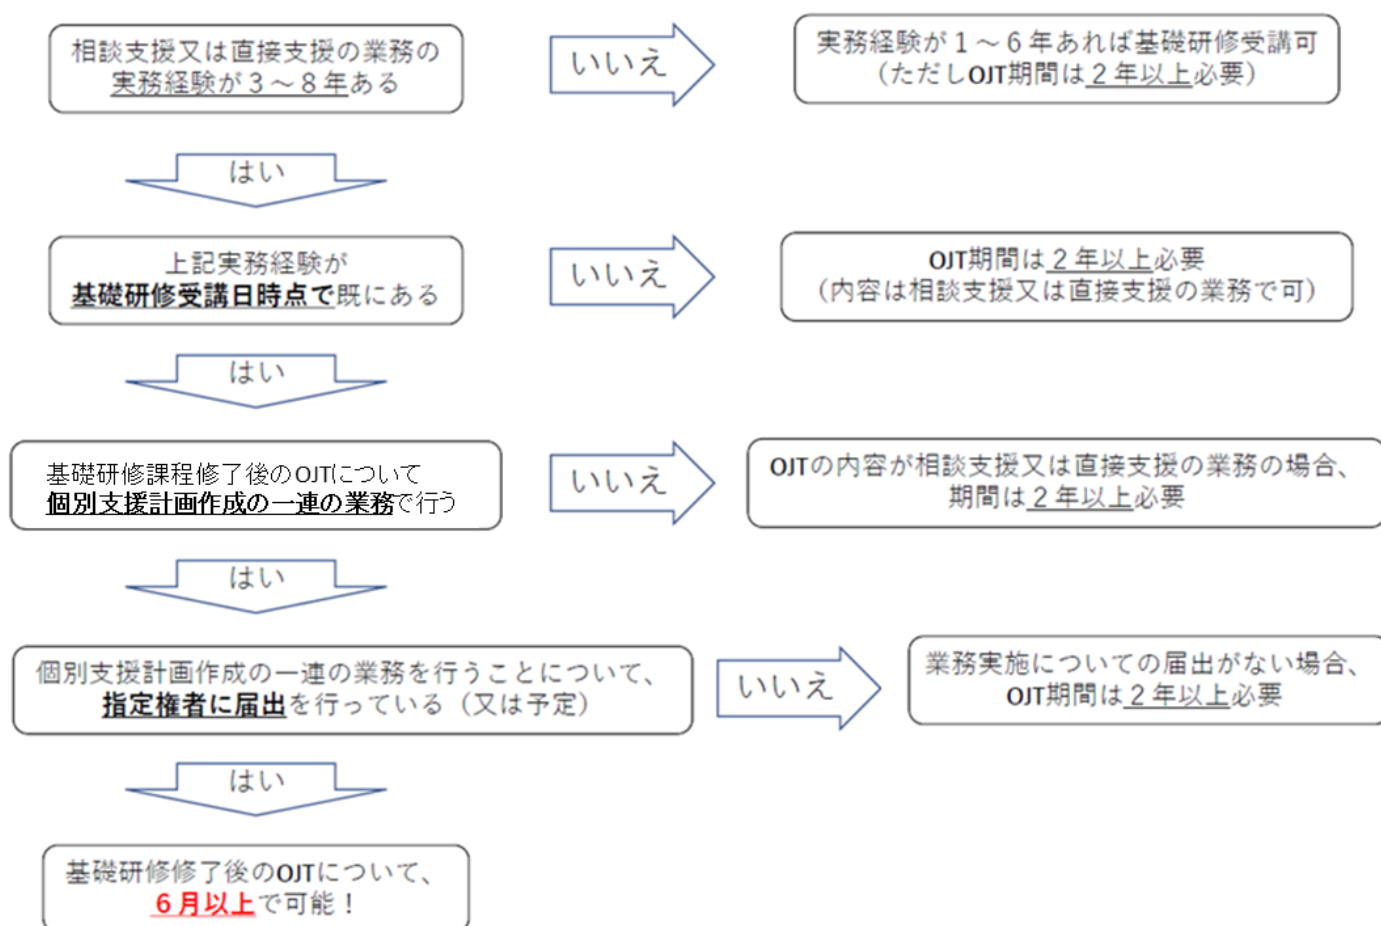 相談支援又は直接支援の業務の
実務経験が３～８年ある
いいえ
実務経験が１～６年あれば基礎研修受講可
（ただしOJT期間は２年以上必要）
はい
上記実務経験が
基礎研修受講日時点で既にある
いいえ
OJT期間は２年以上必要
（内容は相談支援又は直接支援の業務で可）
はい
基礎研修課程修了後のOJTについて
個別支援計画作成の一連の業務で行う
いいえ
OJTの内容が相談支援又は直接支援の業務の場合、
期間は２年以上必要
はい
個別支援計画作成の一連の業務を行うことについて、
指定権者に届出を行っている（又は予定）
いいえ
業務実施についての届出がない場合、
OJT期間は２年以上必要
はい
基礎研修修了後のOJTについて、
６月以上で可能！